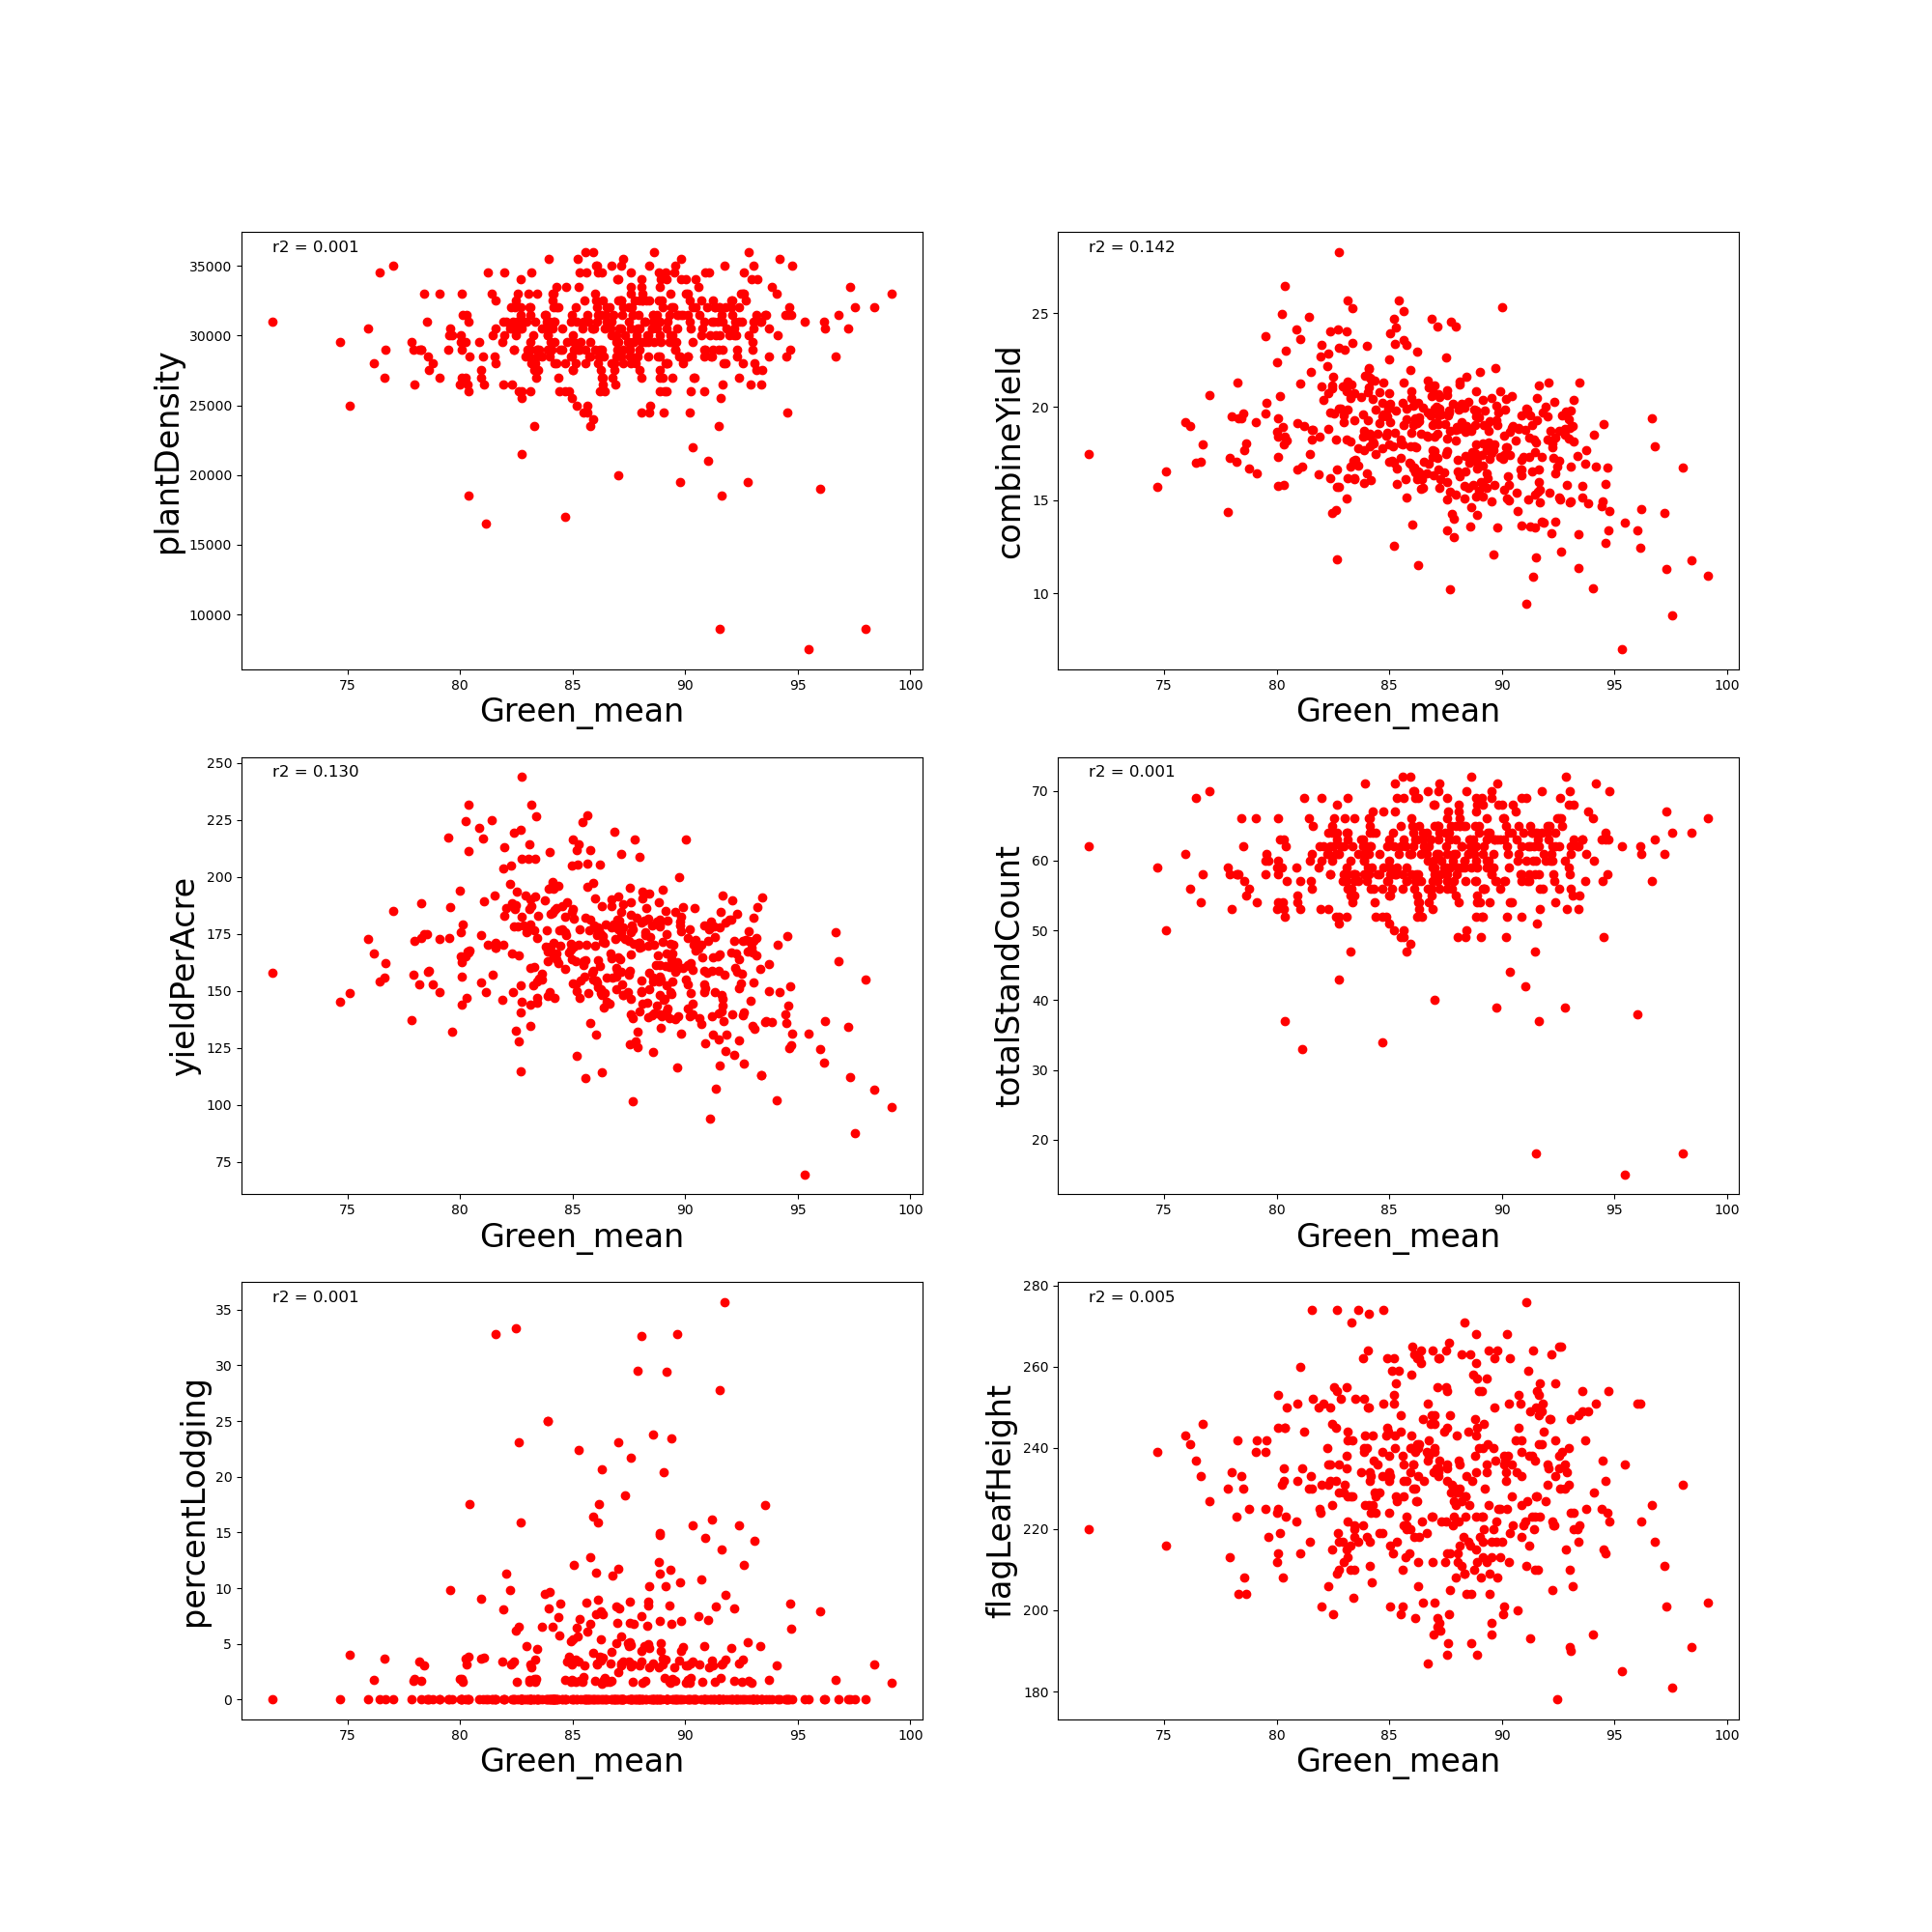 r2 = 0.001
35000
30000
25000
20000
15000
10000
plantDensity
75 80 85 90 95 100
Green_mean
r2 = 0.142
25
20
15
10
combineYield
75 80 85 90 95 100
Green_mean
r2 = 0.130
250
225
200
175
150
125
100
75
yieldPerAcre
75 80 85 90 95 100
Green_mean
r2 = 0.001
70
60
50
40
30
20
totalStandCount
75 80 85 90 95 100
Green_mean
r2 = 0.001
35
30
25
20
15
10
5
0
percentLodging
75 80 85 90 95 100
Green_mean
r2 = 0.005
280
260
240
220
200
180
flagLeafHeight
75 80 85 90 95 100
Green_mean